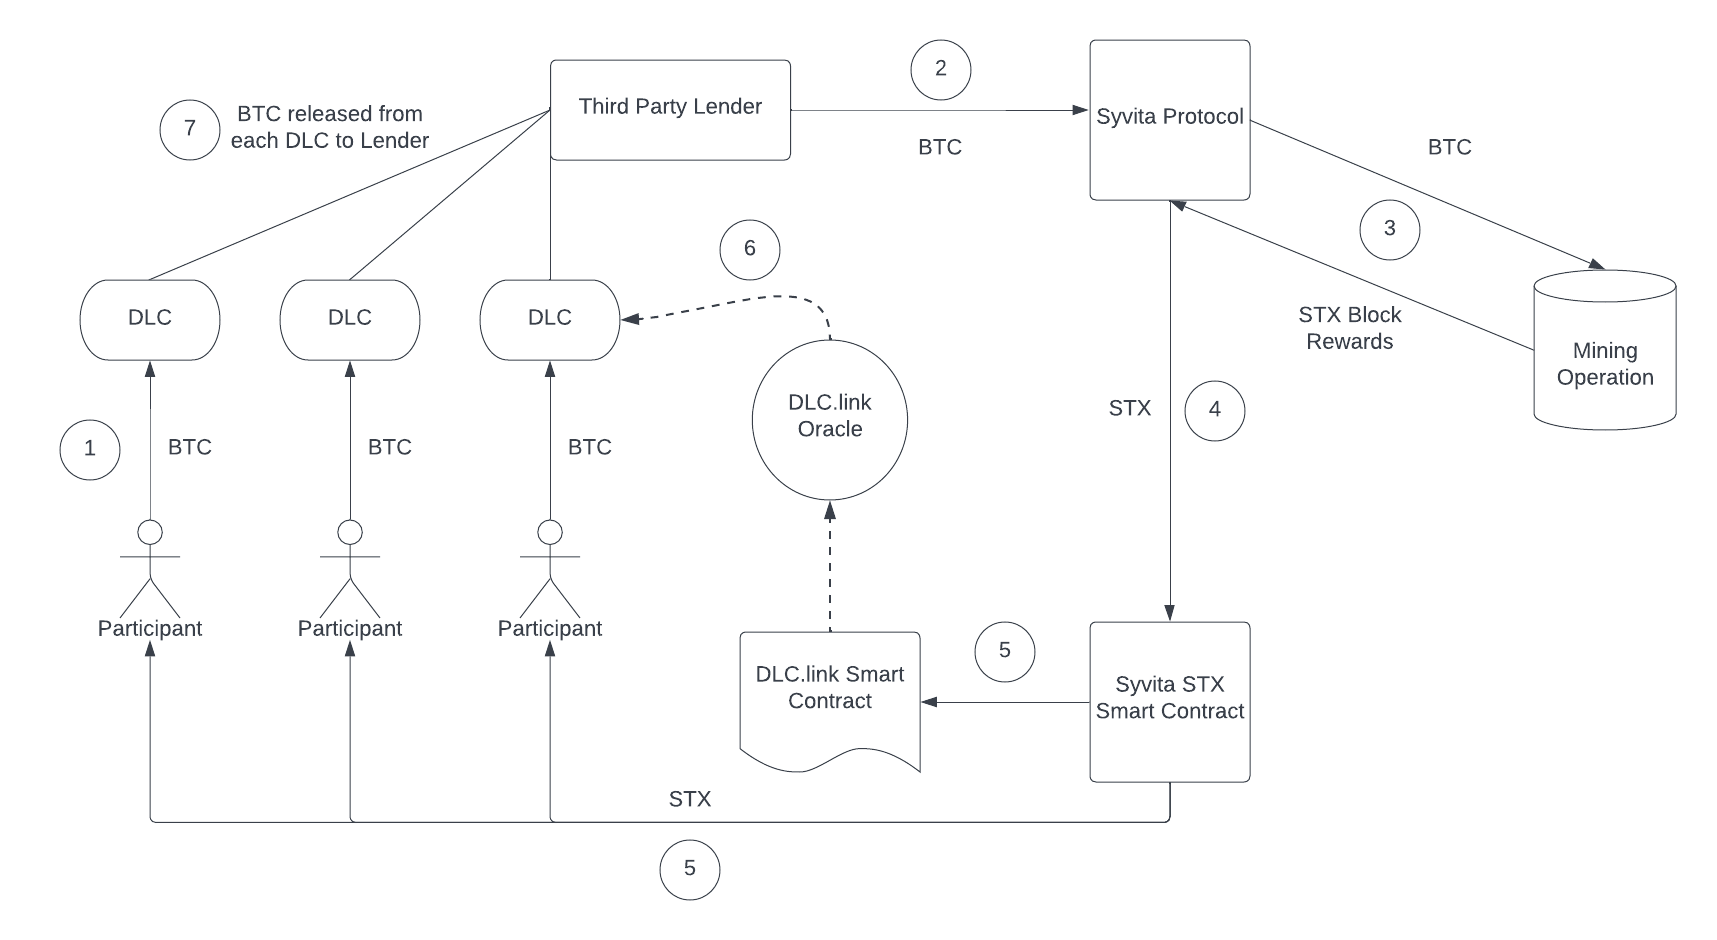 2
Third Party Lender
Syvita Protocol
7
BTC released from
each DLC to Lender
BTC
BTC
3
6
DLC
DLC
DLC
STX Block
Rewards
Mining
Operation
DLC.link
Oracle
STX
4
1
BTC
BTC
BTC
Participant
Participant
Participant
5
DLC.link Smart
Contract
Syvita STX
Smart Contract
STX
5